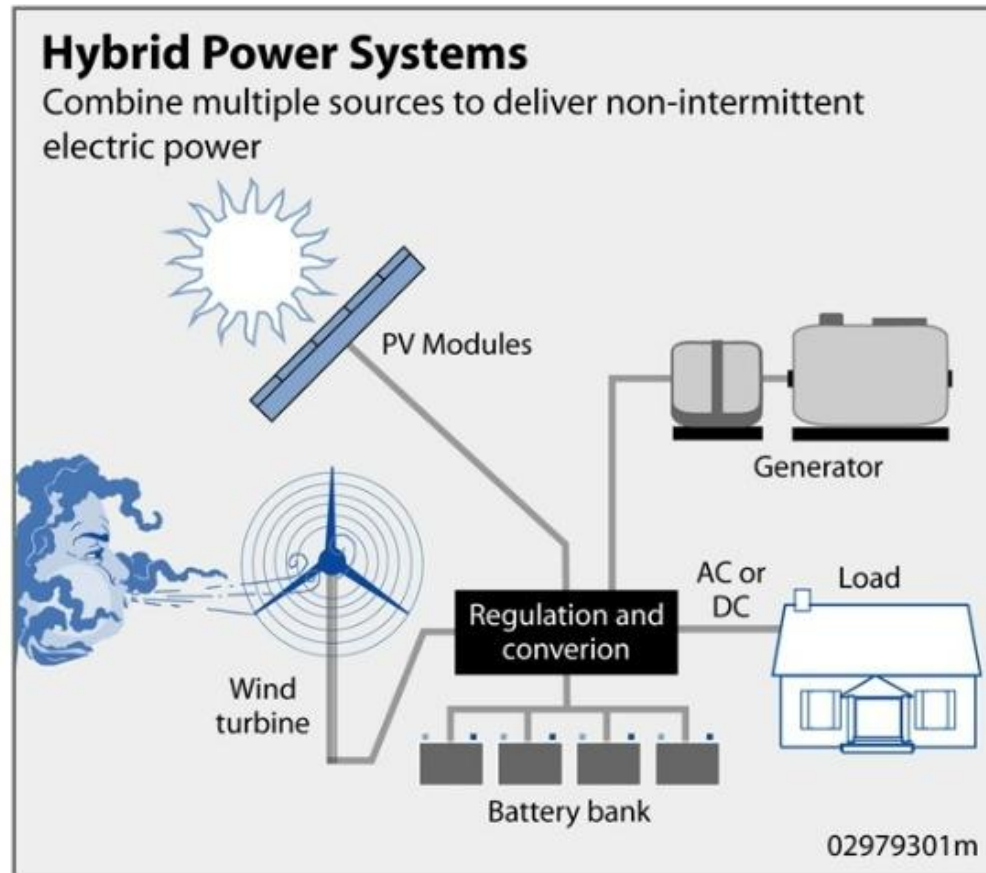 Hybrid Power Systems
Combine multiple sources to deliver non-intermittent
electric power
PV Modules
Generator
AC or
DC
Load
Regulation and
converion
Wind
turbine
Battery bank
02979301m